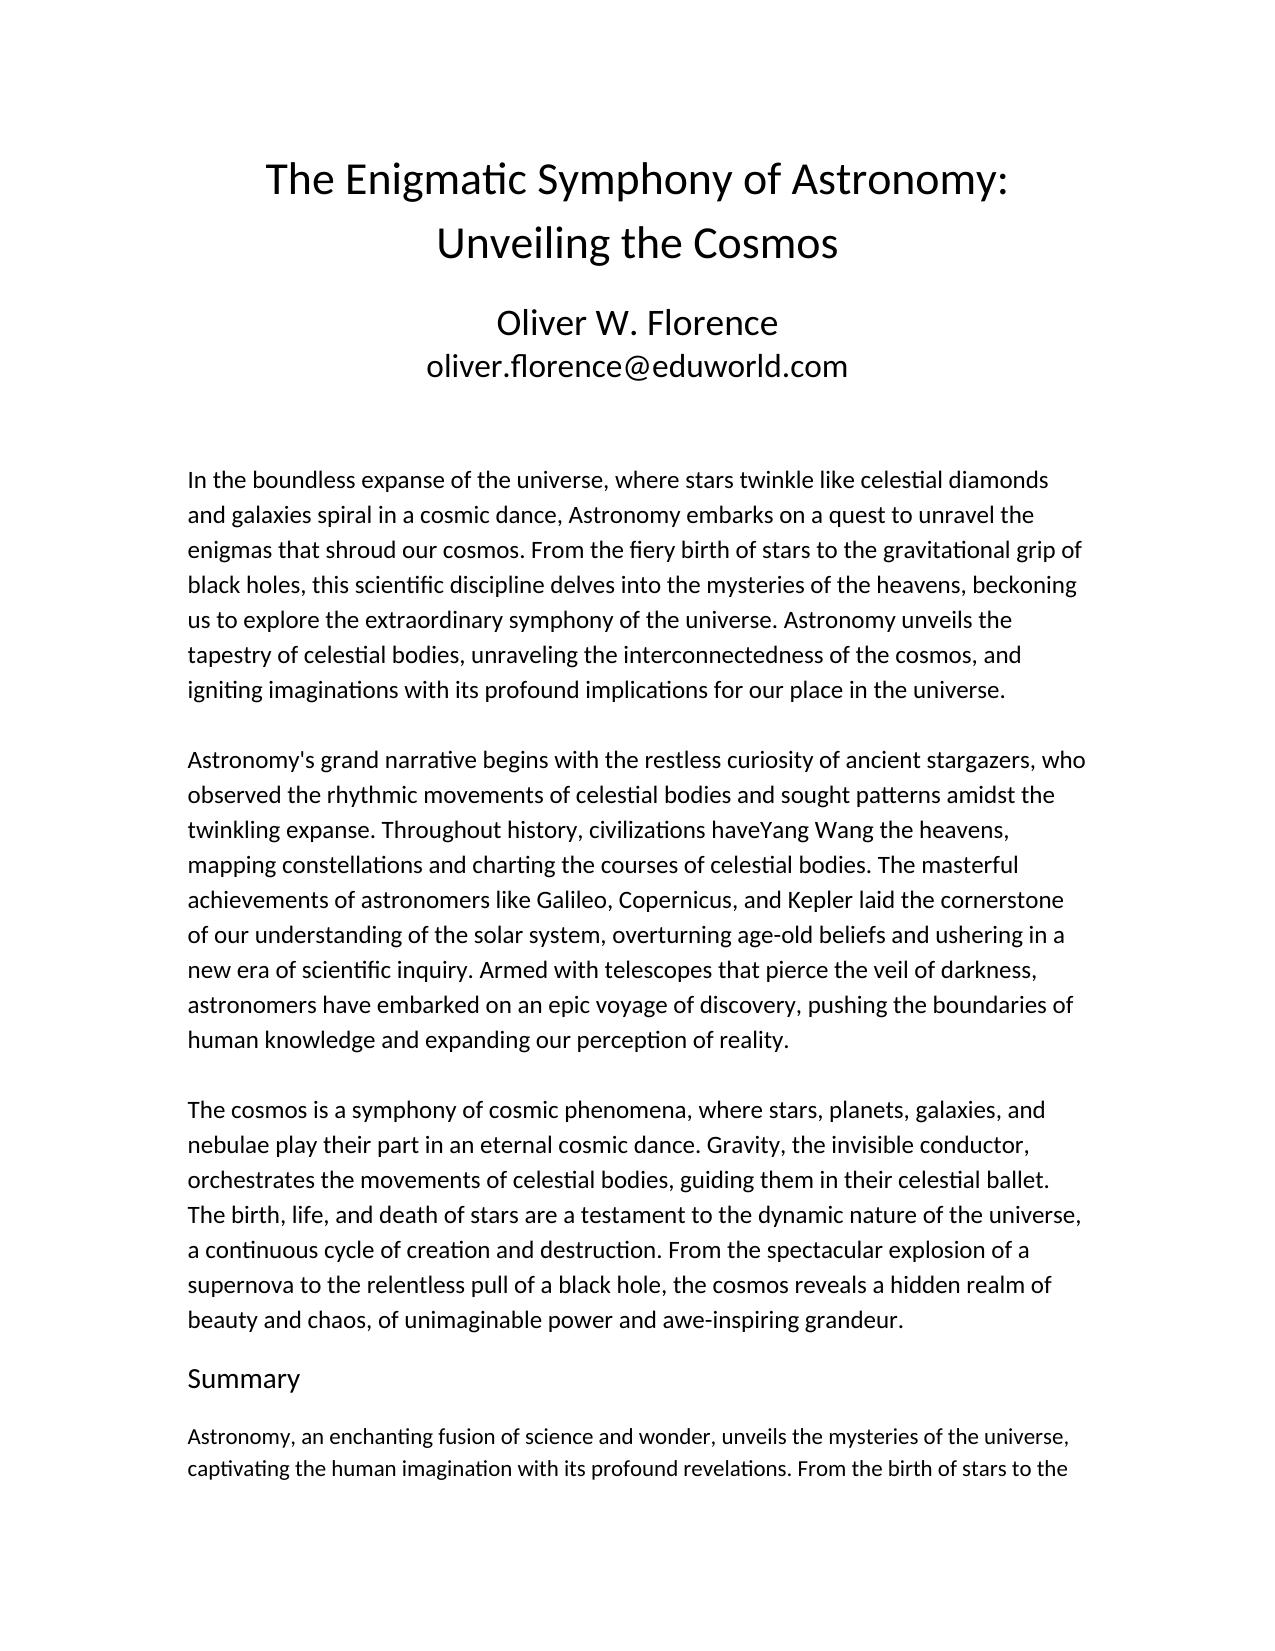 The Enigmatic Symphony of Astronomy:
Unveiling the Cosmos
Oliver W. Florence
oliver.florence@eduworld.com
In the boundless expanse of the universe, where stars twinkle like celestial diamonds
and galaxies spiral in a cosmic dance, Astronomy embarks on a quest to unravel the
enigmas that shroud our cosmos. From the fiery birth of stars to the gravitational grip of
black holes, this scientific discipline delves into the mysteries of the heavens, beckoning
us to explore the extraordinary symphony of the universe. Astronomy unveils the
tapestry of celestial bodies, unraveling the interconnectedness of the cosmos, and
igniting imaginations with its profound implications for our place in the universe.
Astronomy's grand narrative begins with the restless curiosity of ancient stargazers, who
observed the rhythmic movements of celestial bodies and sought patterns amidst the
twinkling expanse. Throughout history, civilizations haveYang Wang the heavens,
mapping constellations and charting the courses of celestial bodies. The masterful
achievements of astronomers like Galileo, Copernicus, and Kepler laid the cornerstone
of our understanding of the solar system, overturning age-old beliefs and ushering in a
new era of scientific inquiry. Armed with telescopes that pierce the veil of darkness,
astronomers have embarked on an epic voyage of discovery, pushing the boundaries of
human knowledge and expanding our perception of reality.
The cosmos is a symphony of cosmic phenomena, where stars, planets, galaxies, and
nebulae play their part in an eternal cosmic dance. Gravity, the invisible conductor,
orchestrates the movements of celestial bodies, guiding them in their celestial ballet.
The birth, life, and death of stars are a testament to the dynamic nature of the universe,
a continuous cycle of creation and destruction. From the spectacular explosion of a
supernova to the relentless pull of a black hole, the cosmos reveals a hidden realm of
beauty and chaos, of unimaginable power and awe-inspiring grandeur.
Summary
Astronomy, an enchanting fusion of science and wonder, unveils the mysteries of the universe,
captivating the human imagination with its profound revelations. From the birth of stars to the